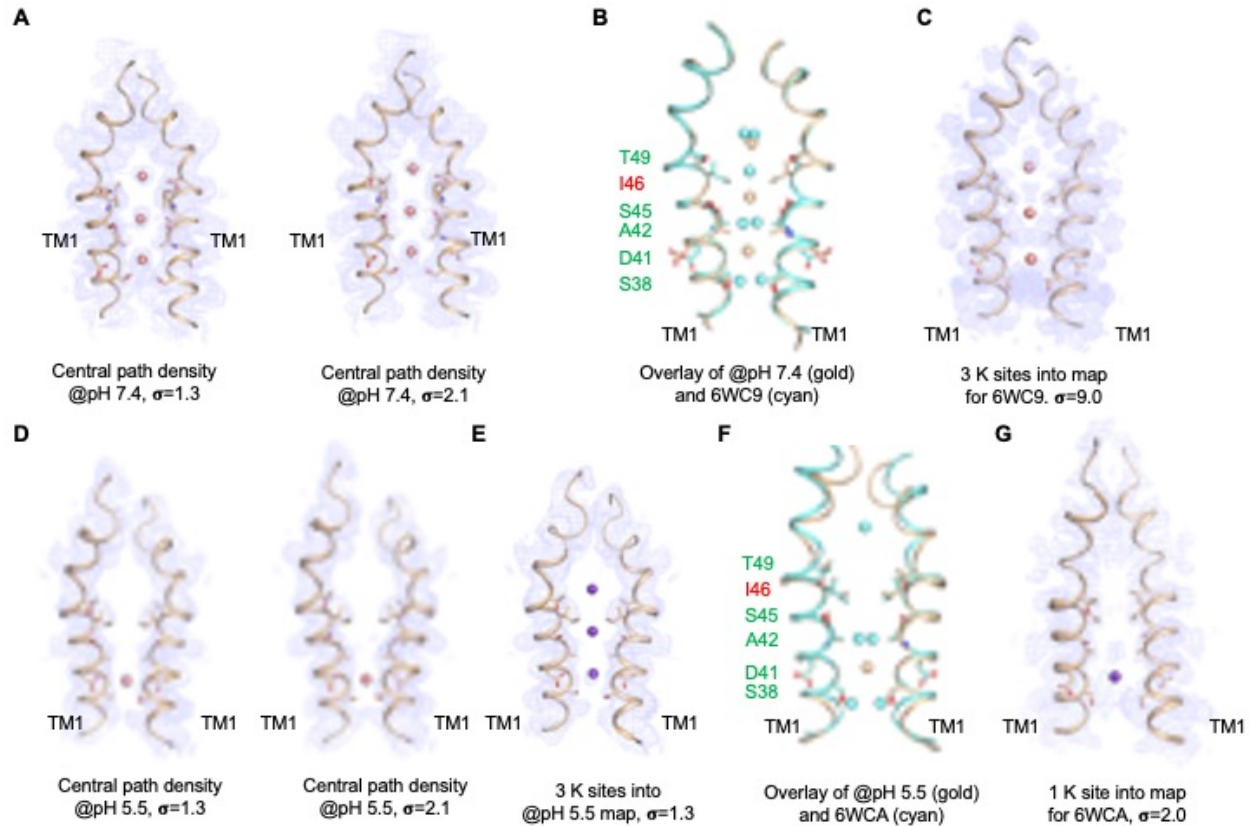 A
B
C
T49
I46
S45
A42
D41
S38
TM1
TM1
TM1
TM1
TM1
TM1
TM1
TM1
Central path density
@pH 7.4, σ=1.3
Central path density
@pH 7.4, σ=2.1
Overlay of @pH 7.4 (gold)
and 6WC9 (cyan)
3 K sites into map
for 6WC9. σ=9.0
D
E
F
G
T49
I46
S45
A42
D41
S38
TM1
TM1
TM1
TM1
TM1
TM1
TM1
TM1
TM1
TM1
Central path density
@pH 5.5, σ=1.3
Central path density
@pH 5.5, σ=2.1
3 K sites into
@pH 5.5 map, σ=1.3
Overlay of @pH 5.5 (gold)
and 6WCA (cyan)
1 K site into map
for 6WCA, σ=2.0